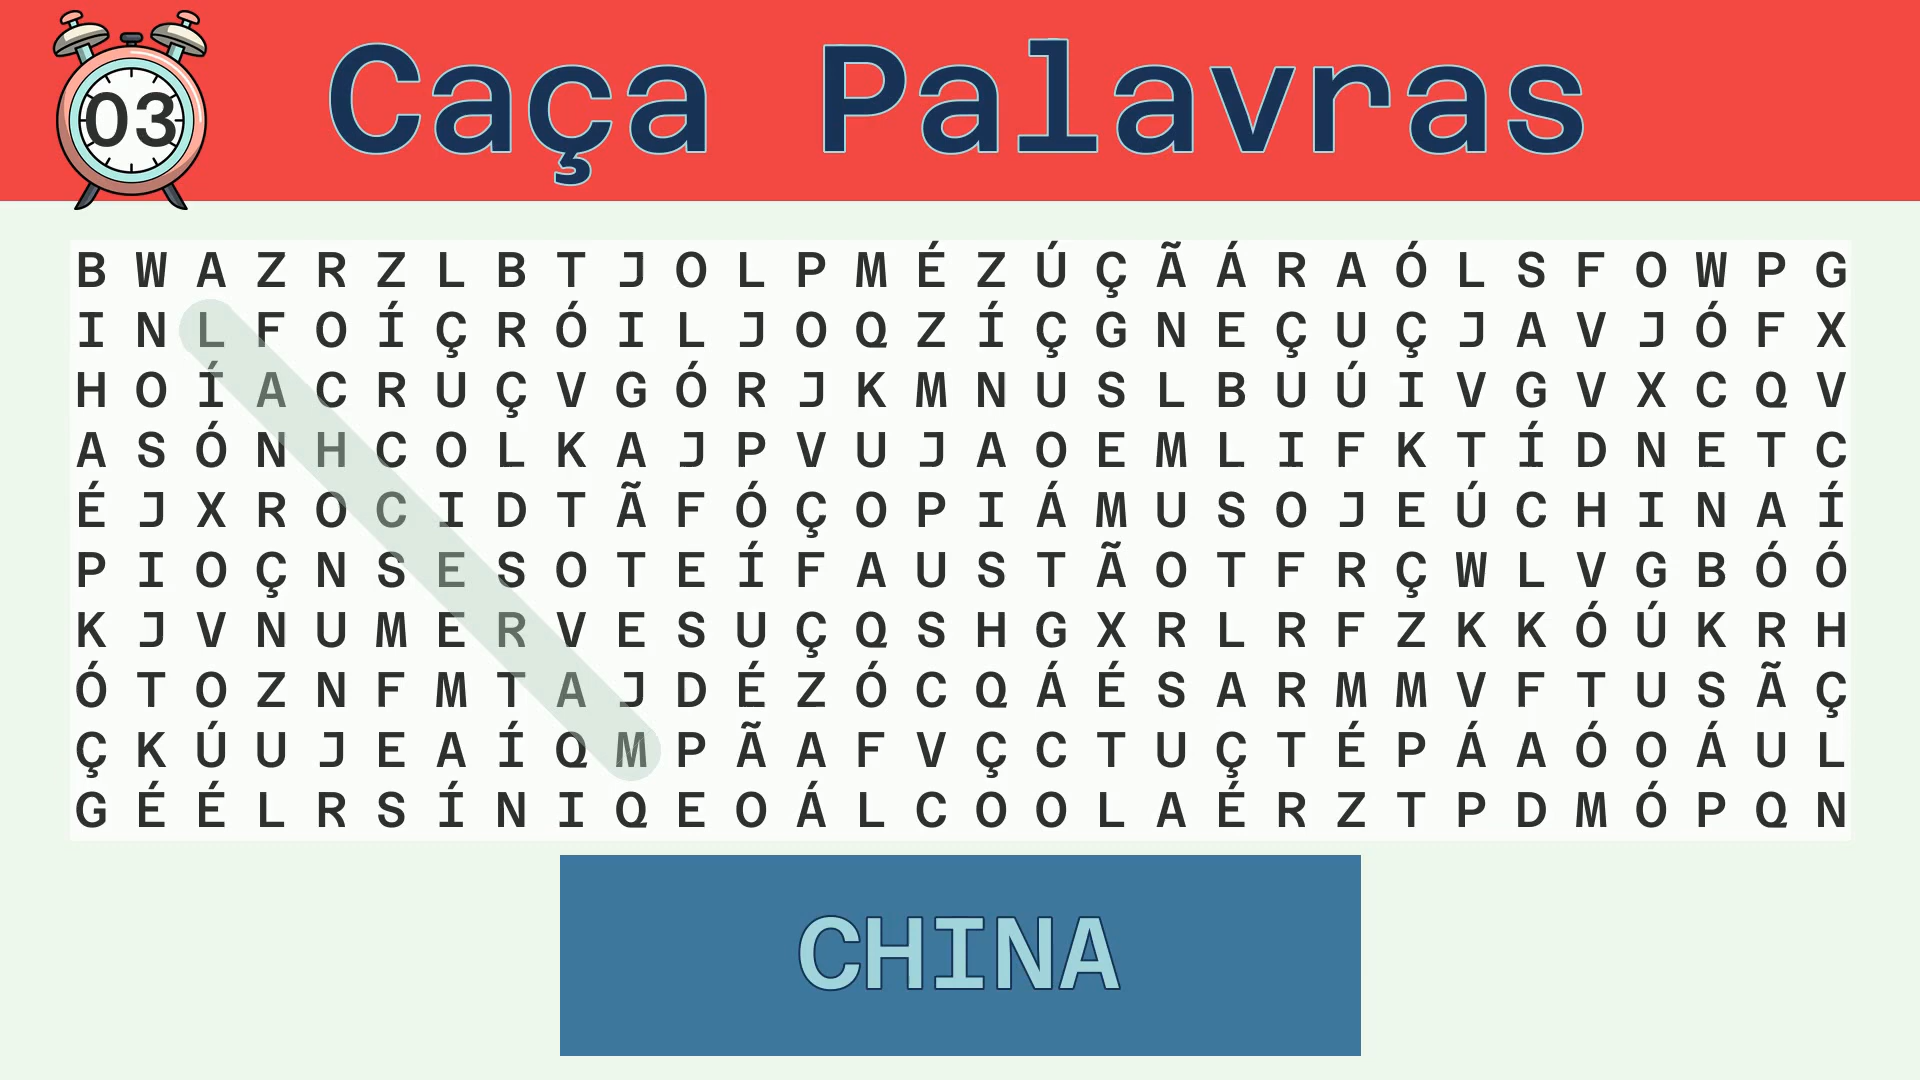 03
Caça Palavras
B W A Z R Z L B T J O L P M É Z Ú Ç Ã Á R A Ó L S F O W P G
I N L F O Í Ç R Ó I L J O Q Z Í Ç G N E Ç U Ç J A V J Ó F X
H O Í A C R U Ç V G Ó R J K M N U S L B U Ú I V G V X C Q V
A S Ó N H C O L K A J P V U J A O E M L I F K T Í D N E T C
É J X R O C I D T Ã F Ó Ç O P I Á M U S O J E Ú C H I N A Í
P I O Ç N S E S O T E Í F A U S T Ã O T F R Ç W L V G B Ó Ó
K J V N U M E R V E S U Ç Q S H G X R L R F Z K K Ó Ú K R H
Ó T O Z N F M T A J D É Z Ó C Q Á É S A R M M V F T U S Ã Ç
Ç K Ú U J E A Í Q M P Ã A F V Ç C T U Ç T É P Á A Ó O Á U L
G É É L R S Í N I Q E O Á L C O O L A É R Z T P D M Ó P Q N
CHINA